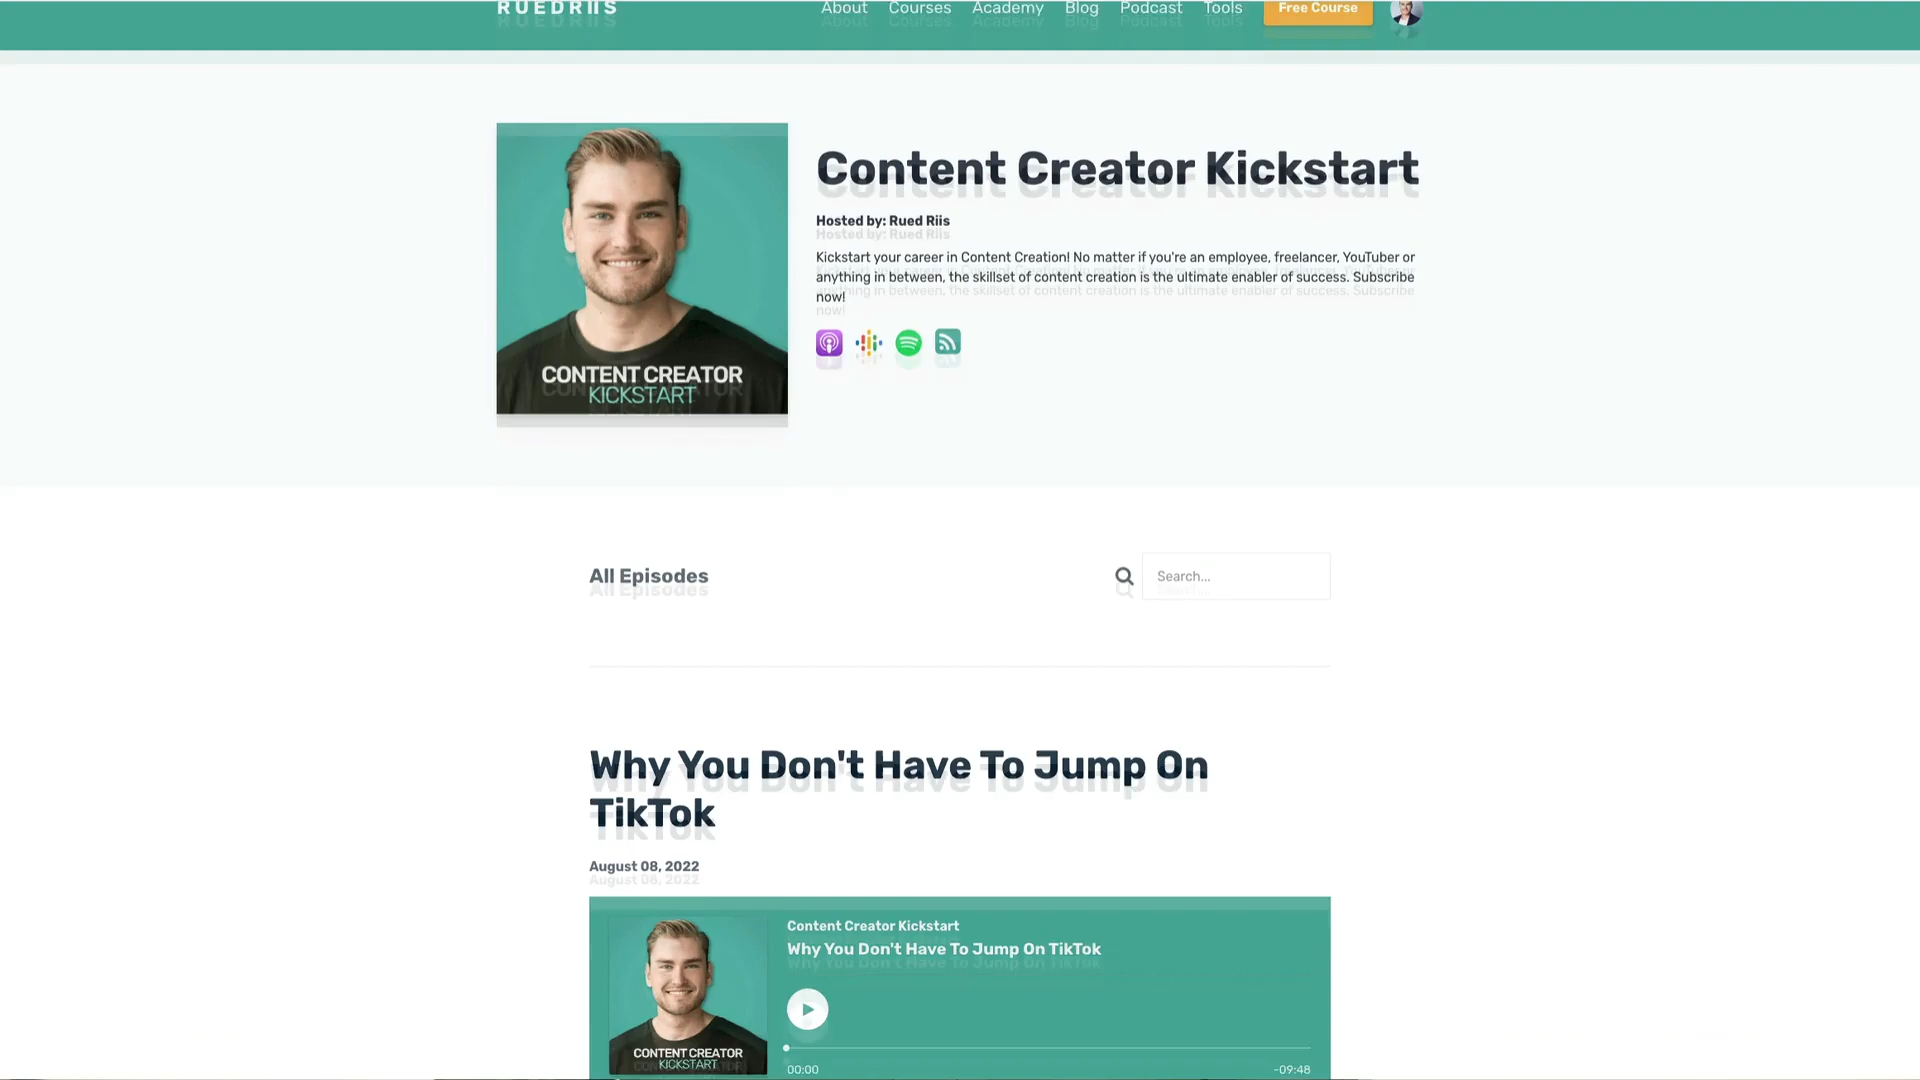 RUEDRIIS
About Courses Academy Blog Podcast Tools Free Course
CONTENT CREATOR
KICKSTART
Content Creator Kickstart
Hosted by: Rued Riis
Kickstart your career in Content Creation! No matter if you're an employee, freelancer, YouTuber or
anything in between, the skillset of content creation is the ultimate enabler of success. Subscribe
now!
All Episodes
Search...
Why You Don't Have To Jump On
TikTok
August 08, 2022
CONTENT CREATOR
KICKSTART
Content Creator Kickstart
Why You Don't Have To Jump On TikTok
00:00
-09:48